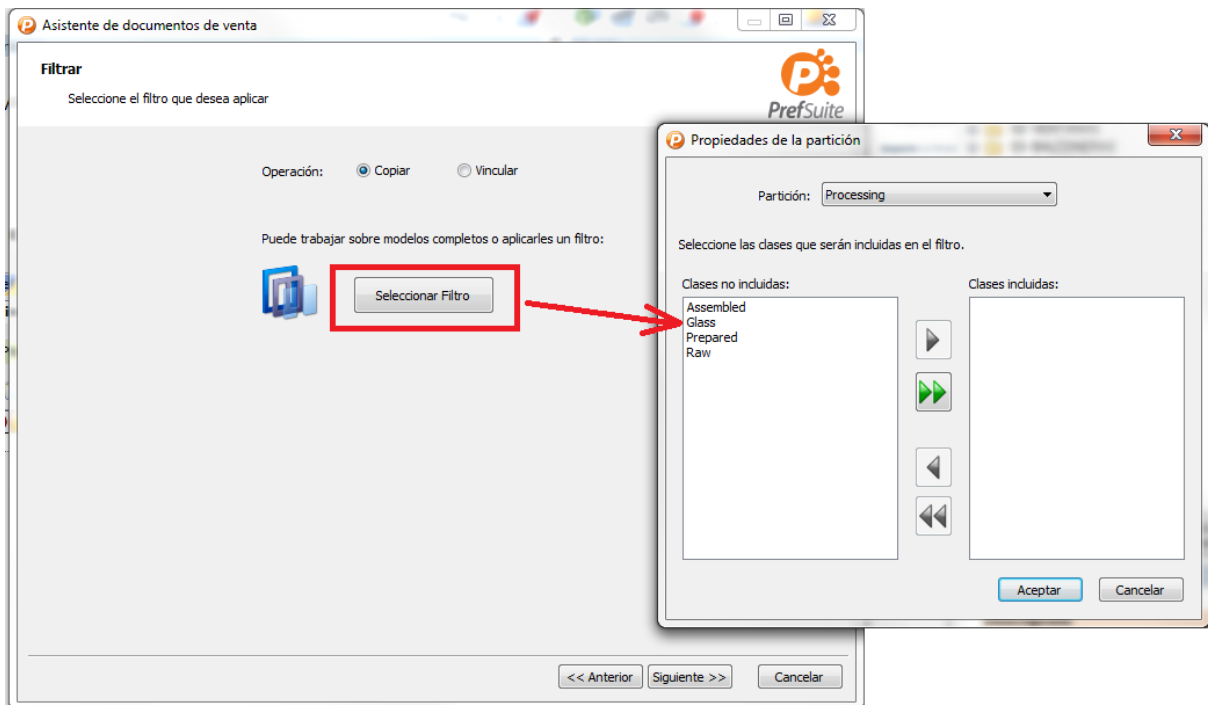 Asistente de documentos de venta
Filtrar
Seleccione el filtro que desea aplicar
PrefSuite
Operación: Copiar Vincular
Puede trabajar sobre modelos completos o aplicarles un filtro:
Seleccionar Filtro
<< Anterior Siguiente >> Cancelar
Propiedades de la partición
Partición: Processing
Seleccione las clases que serán incluidas en el filtro.
Clases no incluidas: Clases incluidas:
Assembled
Glass
Prepared
Raw
Aceptar Cancelar